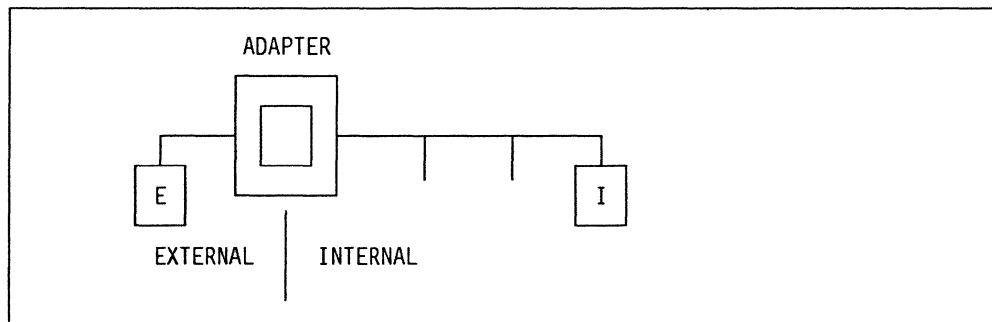 ADAPTER
E
I
EXTERNAL
INTERNAL